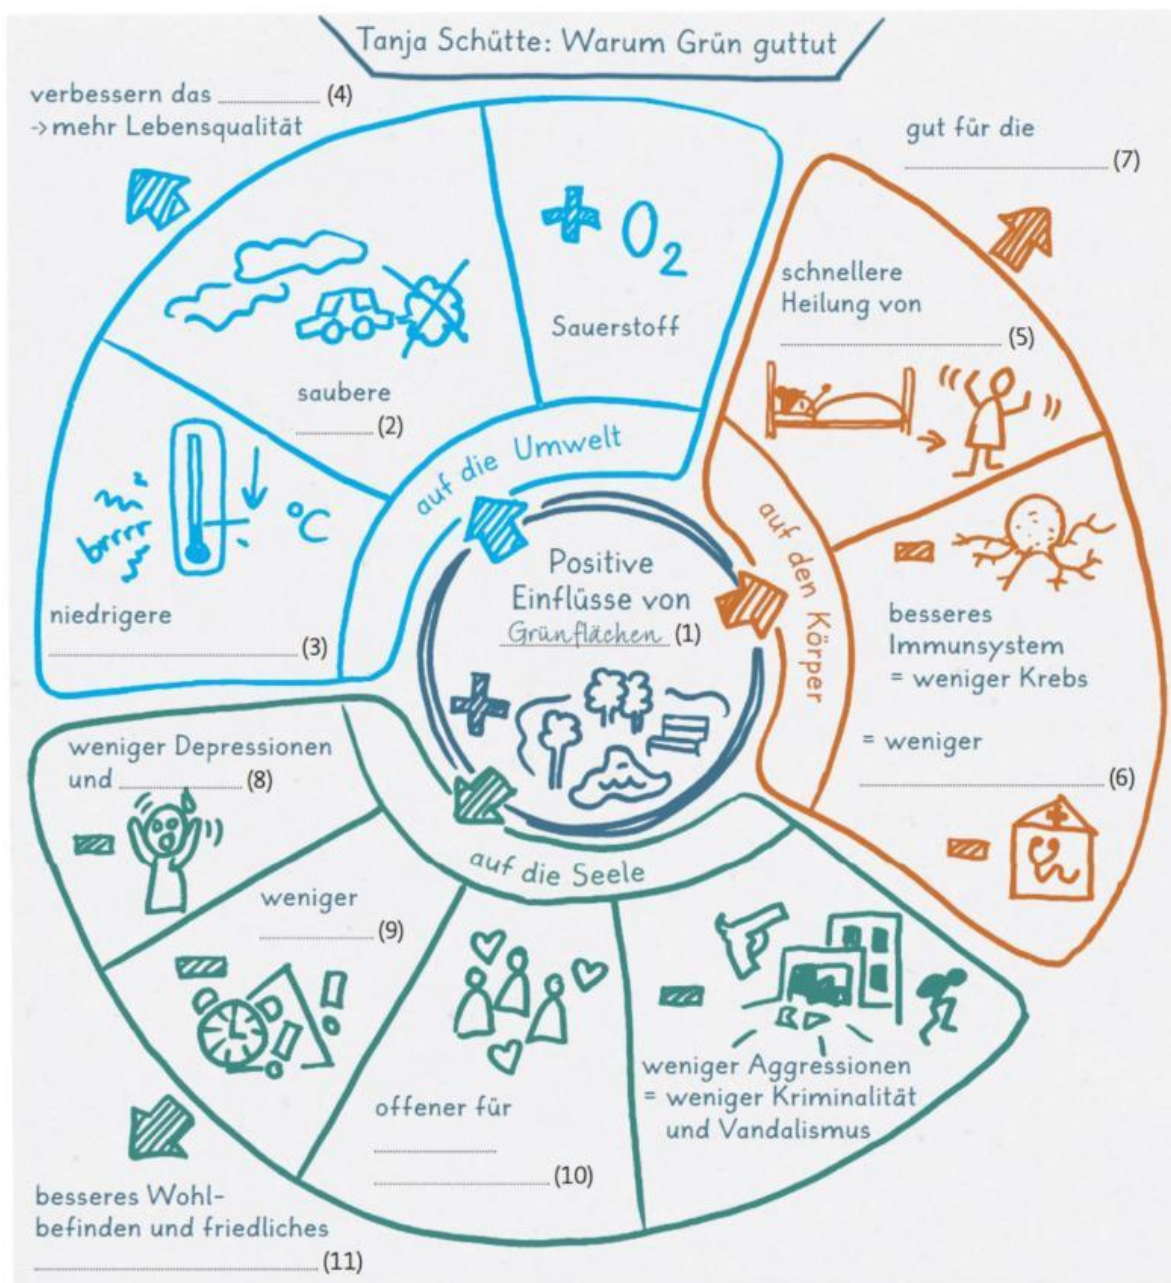 Tanja Schütte: Warum Grün guttut
verbessern das ............ (4)
-> mehr Lebensqualität
+ O₂
Sauerstoff
saubere
............ (2)
brrrr
°C
niedrigere
............ (3)
auf die Umwelt
gut für die
............ (7)
schnellere
Heilung von
............ (5)
auf den Körper
besseres
Immunsystem
= weniger Krebs
= weniger
............ (6)
Positive
Einflüsse von
Grünflächen (1)
weniger Depressionen
und ............ (8)
auf die Seele
weniger
............ (9)
offener für
............
............ (10)
weniger Aggressionen
= weniger Kriminalität
und Vandalismus
besseres Wohl-
befinden und friedliches
............ (11)